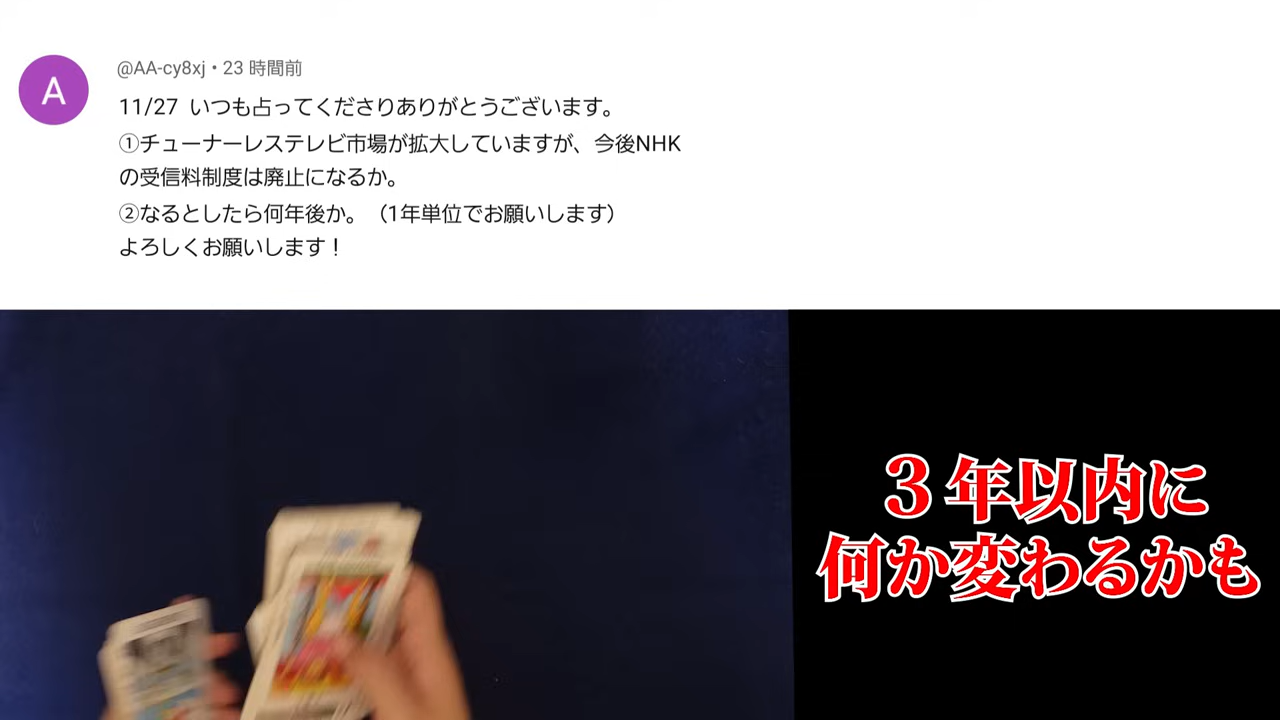 A
@AA-cy8xj • 23 時間前
11/27 いつも占ってくださりありがとうございます。
①チューナーレステレビ市場が拡大していますが、今後NHK
の受信料制度は廃止になるか。
②なるとしたら何年後か。（1年単位でお願いします）
よろしくお願いします！
３年以内に
何か変わるかも